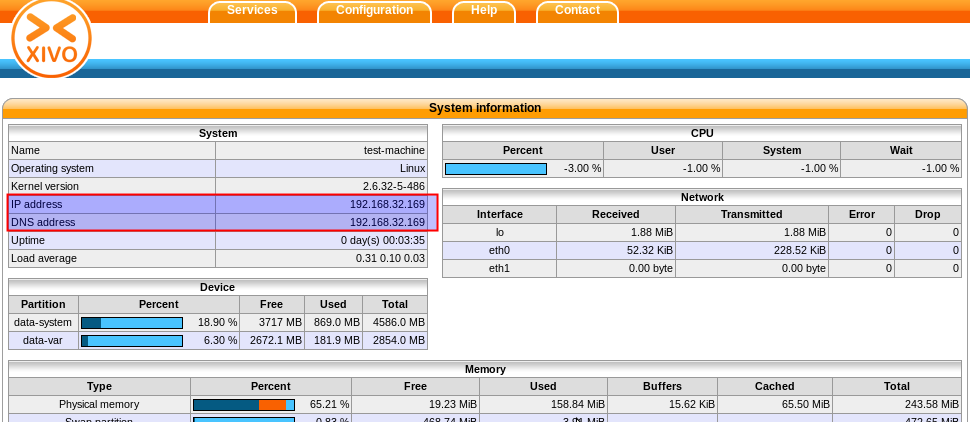 Services Configuration Help Contact
XIVO
System information
System
Name test-machine
Operating system Linux
Kernel version 2.6.32-5-486
IP address 192.168.32.169
DNS address 192.168.32.169
Uptime 0 day(s) 00:03:35
Load average 0.31 0.10 0.03
CPU
Percent User System Wait
-3.00 % -1.00 % -1.00 % -1.00 %
Network
Interface Received Transmitted Error Drop
lo 1.88 MiB 1.88 MiB 0 0
eth0 52.32 KiB 228.52 KiB 0 0
eth1 0.00 byte 0.00 byte 0 0
Device
Partition Percent Free Used Total
data-system 18.90 % 3717 MB 869.0 MB 4586.0 MB
data-var 6.30 % 2672.1 MB 181.9 MB 2854.0 MB
Memory
Type Percent Free Used Buffers Cached Total
Physical memory 65.21 % 19.23 MiB 158.84 MiB 15.62 KiB 65.50 MiB 243.58 MiB
Swap partition 0.83 % 468.74 MiB MiB 472.65 MiB